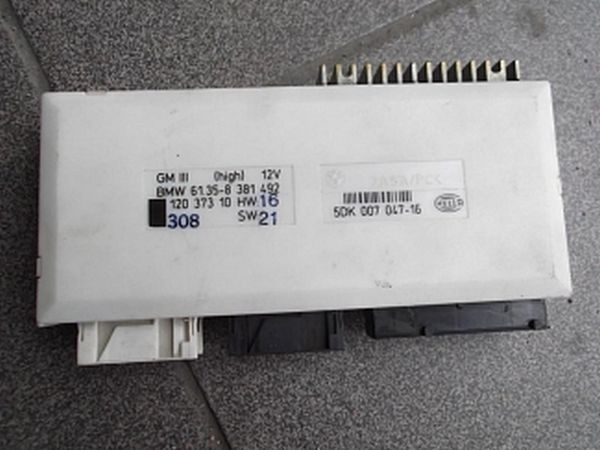 GM III (high) 12V
BMW 61.35-8 381 492
120 373 10 HW 16
308 SW 21
5DK 007 047-16